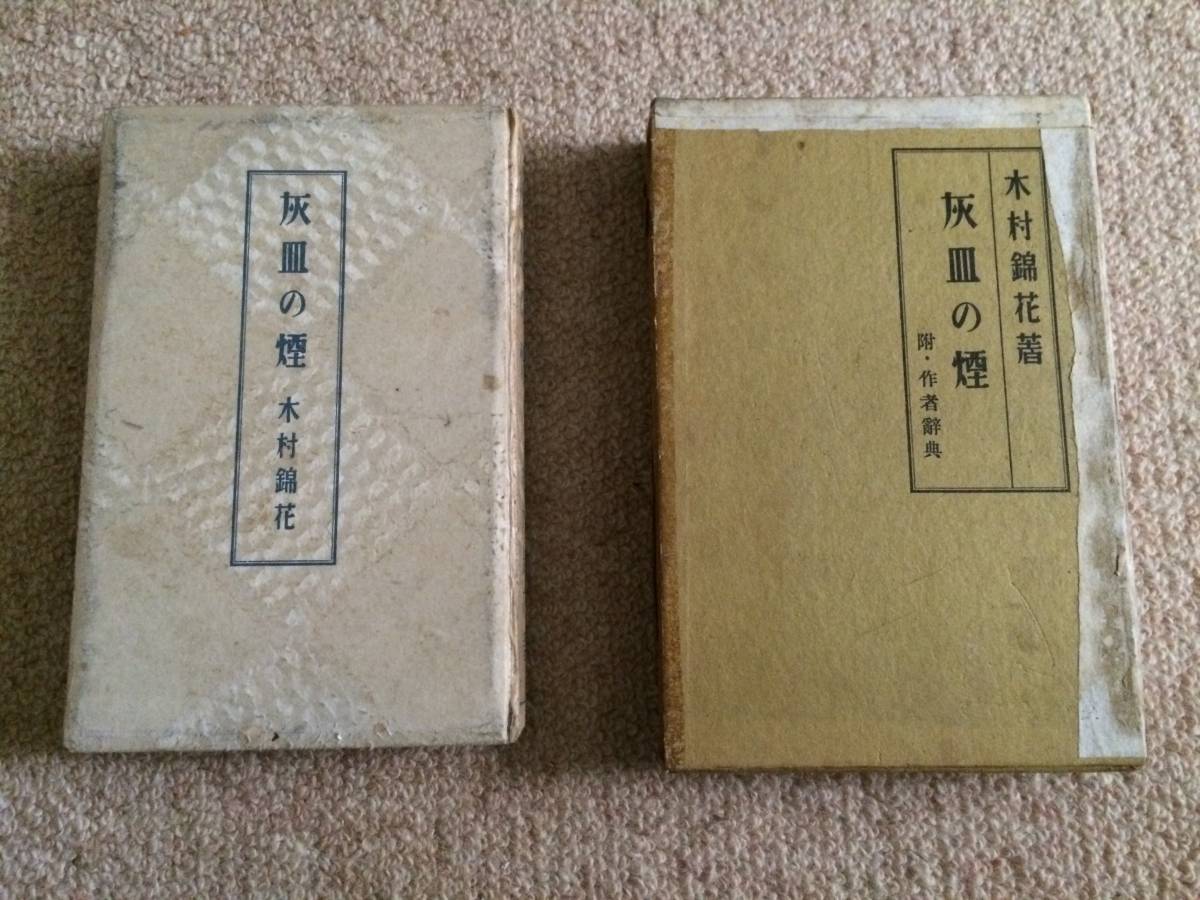 灰皿の煙 木村錦花
木村錦花著
灰皿の煙
附・作者辭典